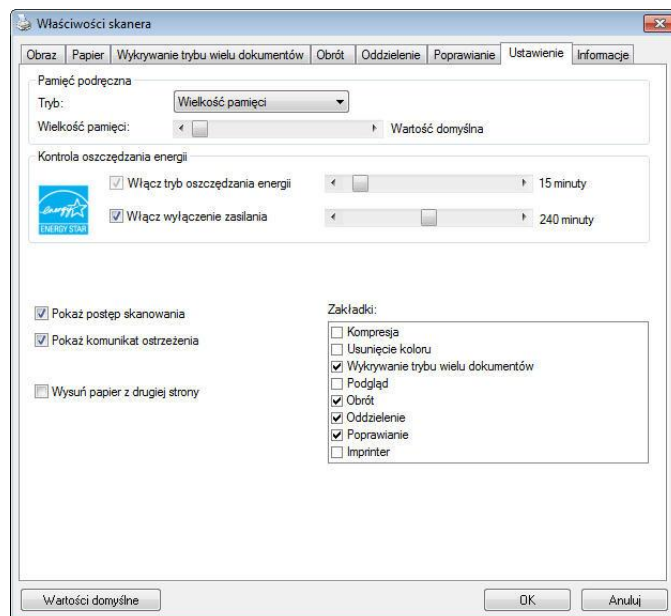 Właściwości skanera
Obraz Papier Wykrywanie trybu wielu dokumentów Obrót Oddzielenie Poprawianie Ustawienie Informacje
Pamięć podręczna
Tryb: Wielkość pamięci
Wielkość pamięci: Wartość domyślna
Kontrola oszczędzania energii
Włącz tryb oszczędzania energii 15 minuty
energy
ENERGY STAR
Włącz wyłączenie zasilania 240 minuty
Pokaż postęp skanowania
Pokaż komunikat ostrzeżenia
Wysuń papier z drugiej strony
Zakładki:
Kompresja
Usunięcie koloru
Wykrywanie trybu wielu dokumentów
Podgląd
Obrót
Oddzielenie
Poprawianie
Imprinter
Wartości domyślne OK Anuluj